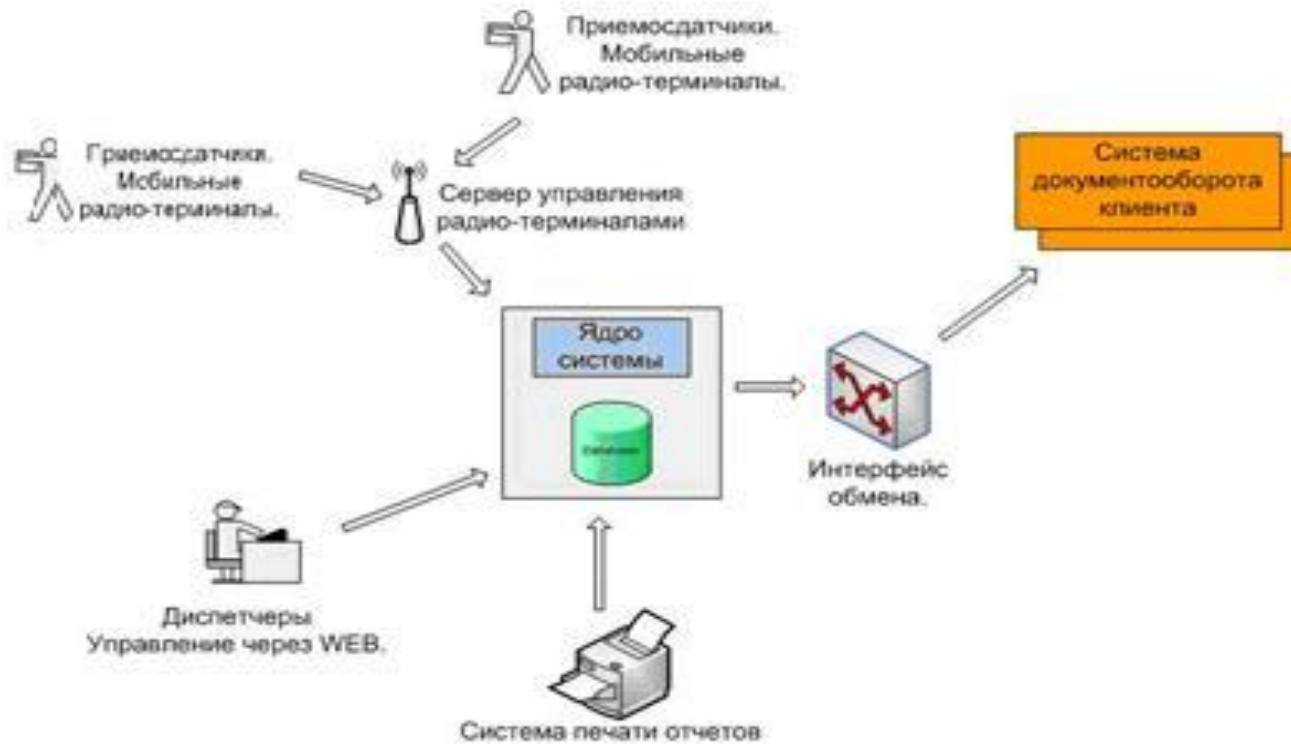 Приемосдатчики.
Мобильные
радио-терминалы.
Приемосдатчики.
Мобильные
радио-терминалы.
Сервер управления
радио-терминалами
Система
документооборота
клиента
Ядро
системы
Database
Интерфейс
обмена.
Диспетчеры
Управление через WEB.
Система печати отчетов